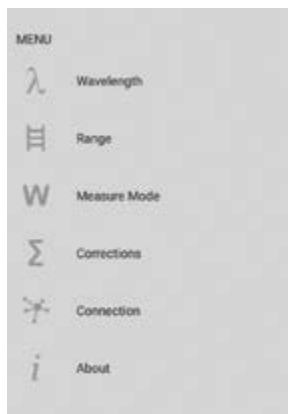 MENU
λ Wavelength
Range
W Measure Mode
Σ Corrections
Connection
i About